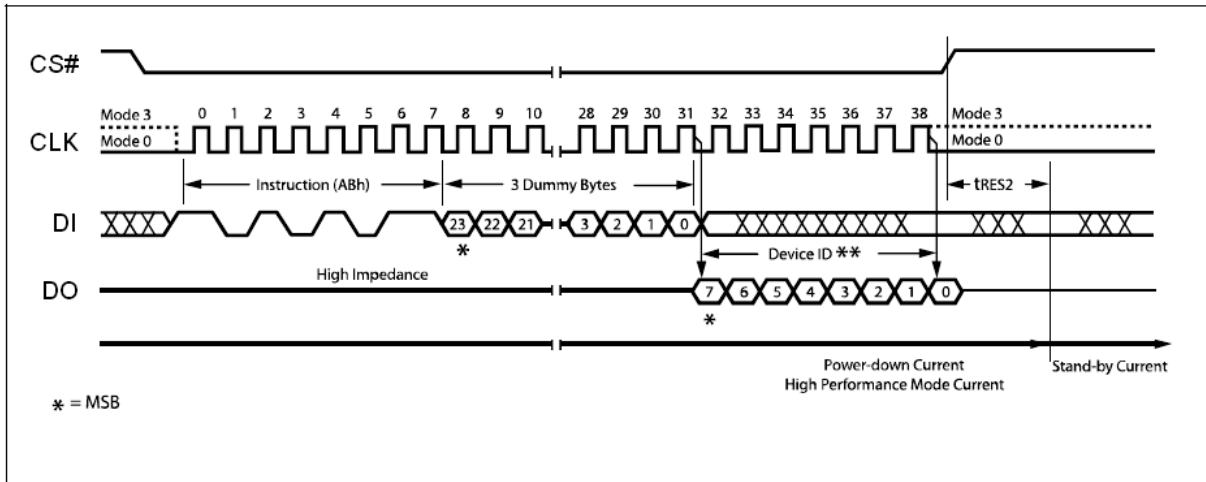 CS#
Mode 3 0 1 2 3 4 5 6 7 8 9 10 28 29 30 31 32 33 34 35 36 37 38 Mode 3
CLK Mode 0 Mode 0
Instruction (ABh) 3 Dummy Bytes tRES2
DI 23 22 21 3 2 1 0
* Device ID **
High Impedance
DO 7 6 5 4 3 2 1 0
*
Power-down Current Stand-by Current
High Performance Mode Current
* = MSB